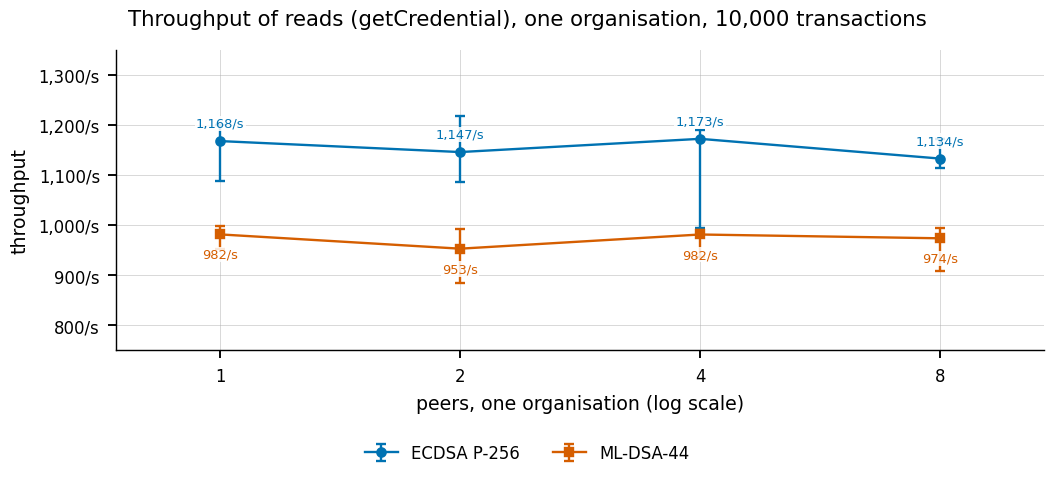 Throughput of reads (getCredential), one organisation, 10,000 transactions
throughput
1,300/s
1,200/s
1,100/s
1,000/s
900/s
800/s
1,168/s
1,147/s
1,173/s
1,134/s
982/s
953/s
982/s
974/s
1 2 4 8
peers, one organisation (log scale)
ECDSA P-256 ML-DSA-44